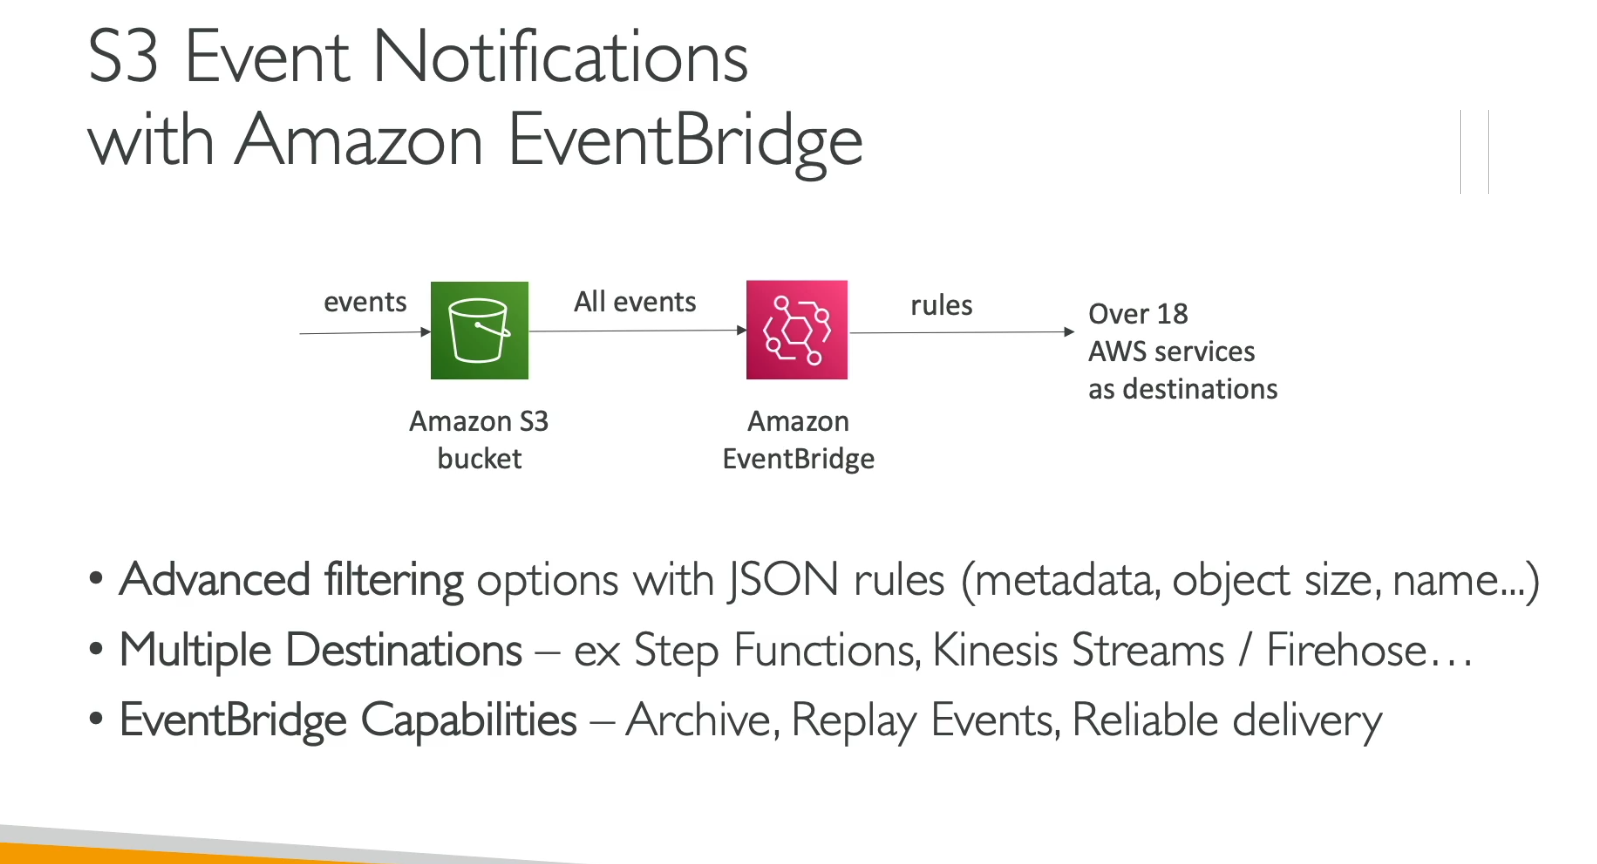 S3 Event Notifications
with Amazon EventBridge
events
All events
rules
Over 18
AWS services
as destinations
Amazon S3
bucket
Amazon
EventBridge
• Advanced filtering options with JSON rules (metadata, object size, name...)
• Multiple Destinations – ex Step Functions, Kinesis Streams / Firehose…
• EventBridge Capabilities – Archive, Replay Events, Reliable delivery